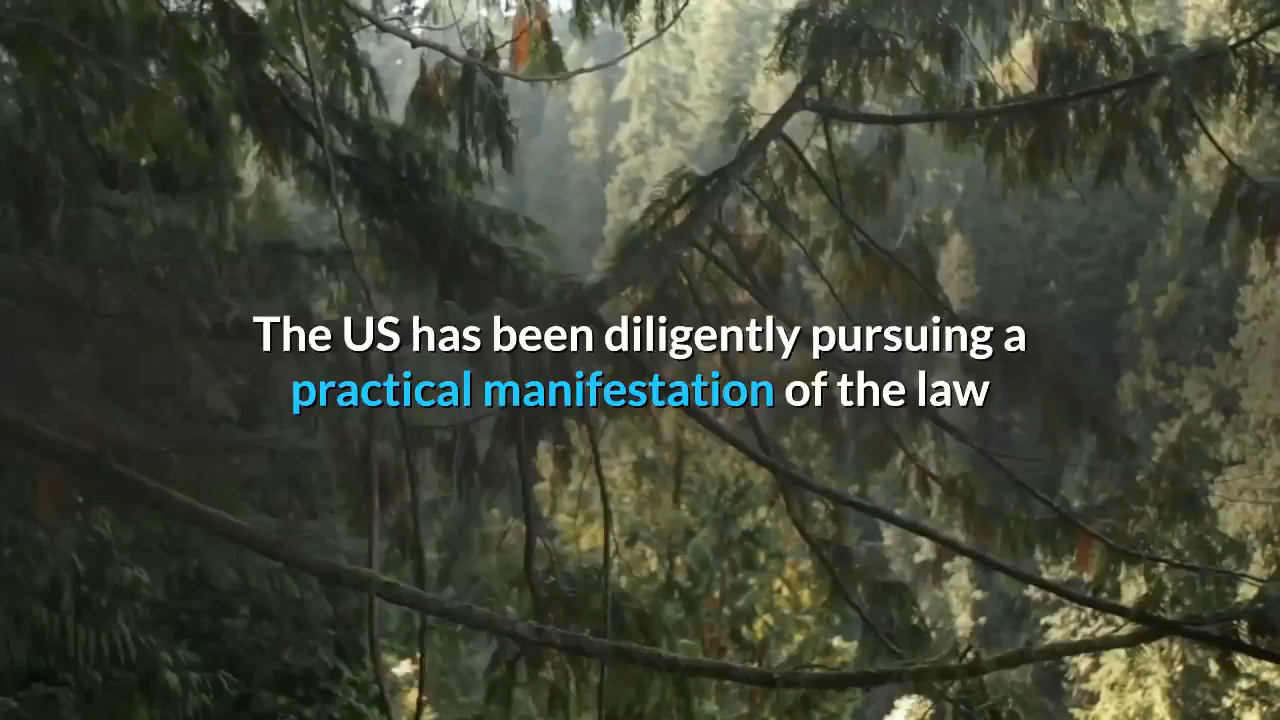 The US has been diligently pursuing a
practical manifestation of the law